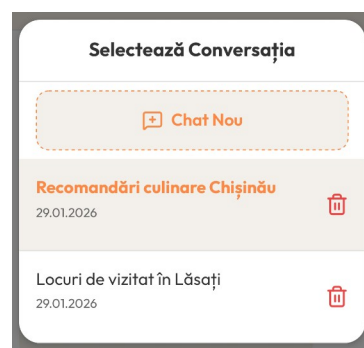 Selectează Conversația
Chat Nou
Recomandări culinare Chișinău
29.01.2026
Locuri de vizitat în Lăsați
29.01.2026